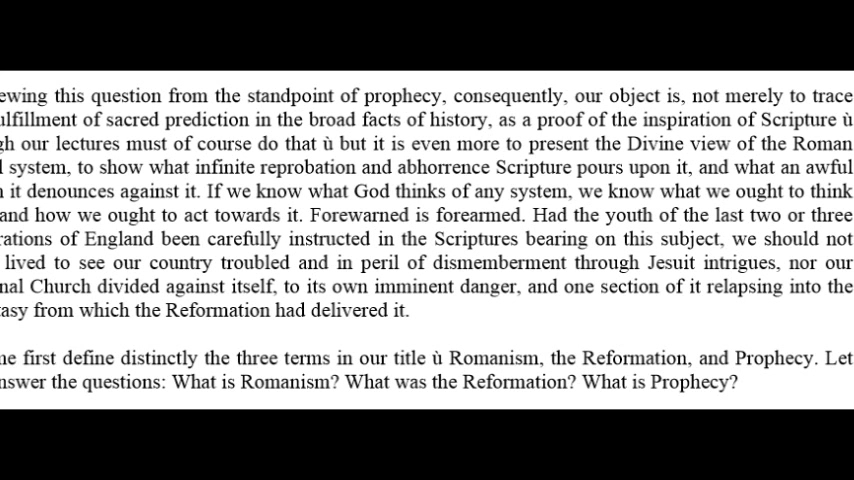 ewing this question from the standpoint of prophecy, consequently, our object is, not merely to trace
ulfillment of sacred prediction in the broad facts of history, as a proof of the inspiration of Scripture ù
gh our lectures must of course do that ù but it is even more to present the Divine view of the Roman
l system, to show what infinite reprobation and abhorrence Scripture pours upon it, and what an awful
it denounces against it. If we know what God thinks of any system, we know what we ought to think
and how we ought to act towards it. Forewarned is forearmed. Had the youth of the last two or three
rations of England been carefully instructed in the Scriptures bearing on this subject, we should not
lived to see our country troubled and in peril of dismemberment through Jesuit intrigues, nor our
nal Church divided against itself, to its own imminent danger, and one section of it relapsing into the
tasy from which the Reformation had delivered it.
ne first define distinctly the three terms in our title ù Romanism, the Reformation, and Prophecy. Let
nswer the questions: What is Romanism? What was the Reformation? What is Prophecy?